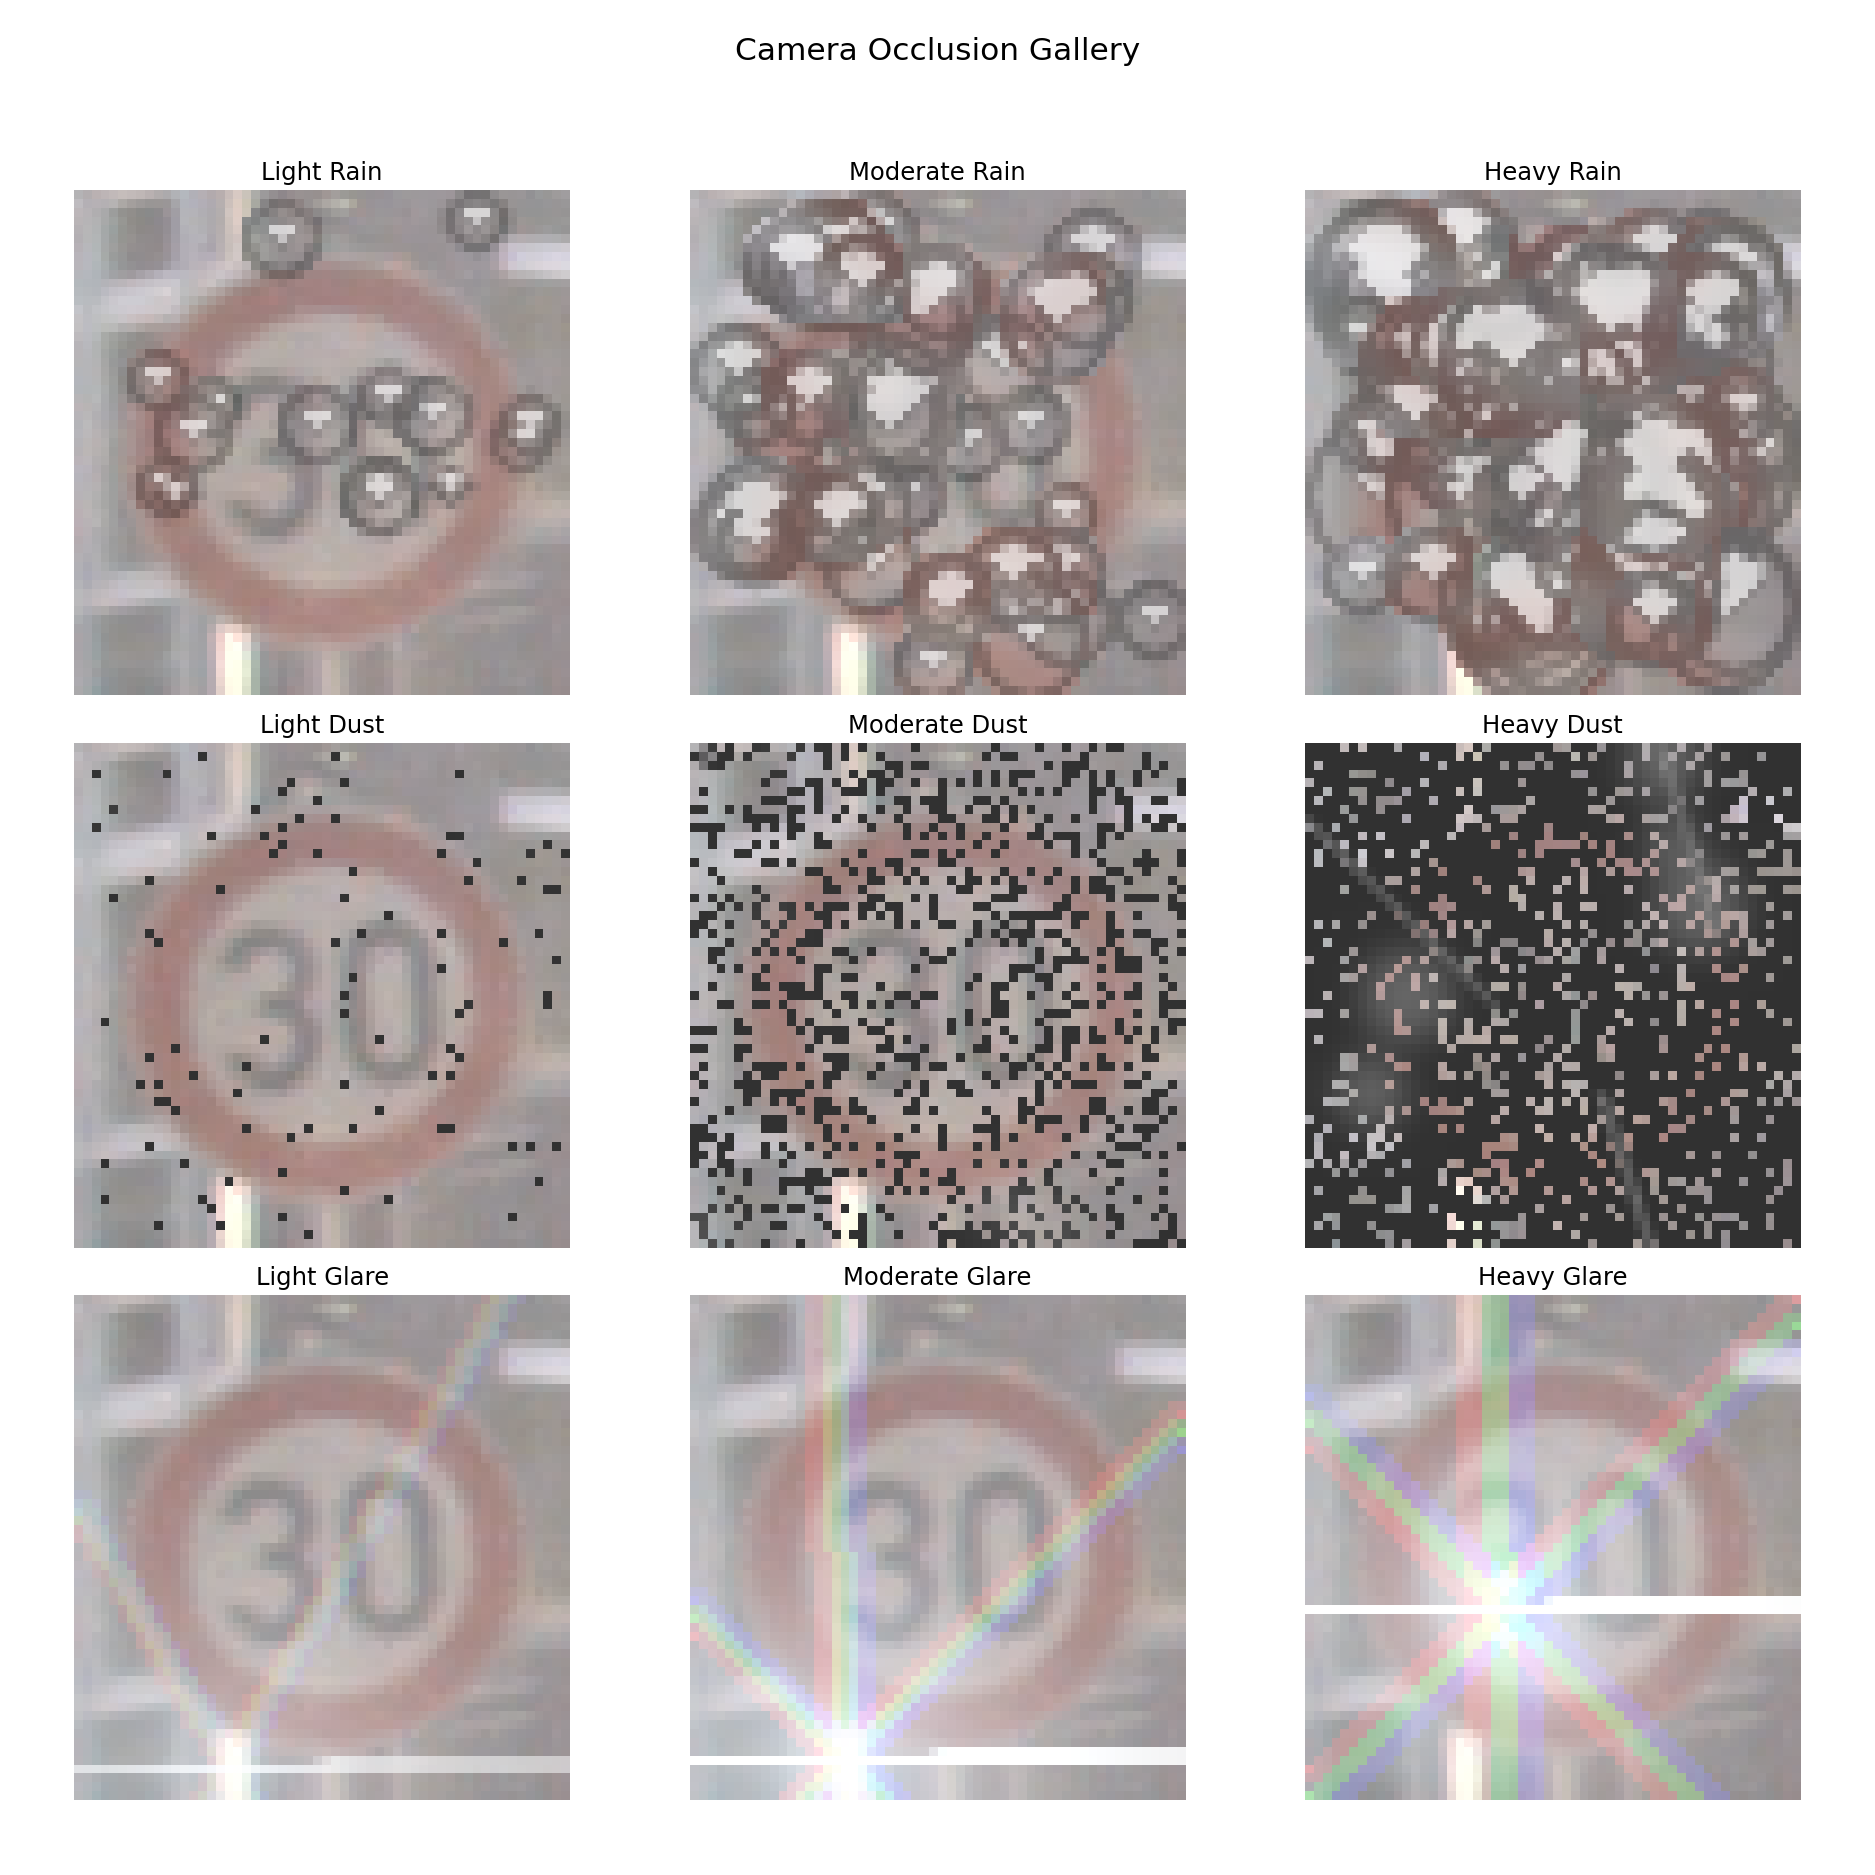 Camera Occlusion Gallery
Light Rain
Moderate Rain
Heavy Rain
Light Dust
Moderate Dust
Heavy Dust
30
30
Light Glare
Moderate Glare
Heavy Glare
30
30